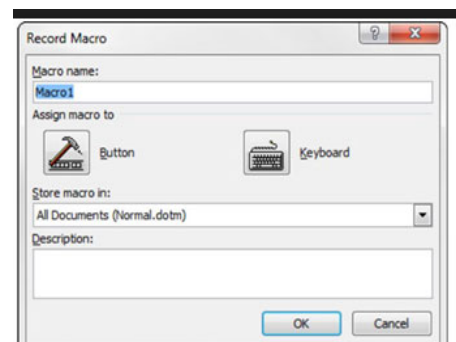 Record Macro
Macro name:
Macro1
Assign macro to
Button
Keyboard
Store macro in:
All Documents (Normal.dotm)
Description:
OK
Cancel